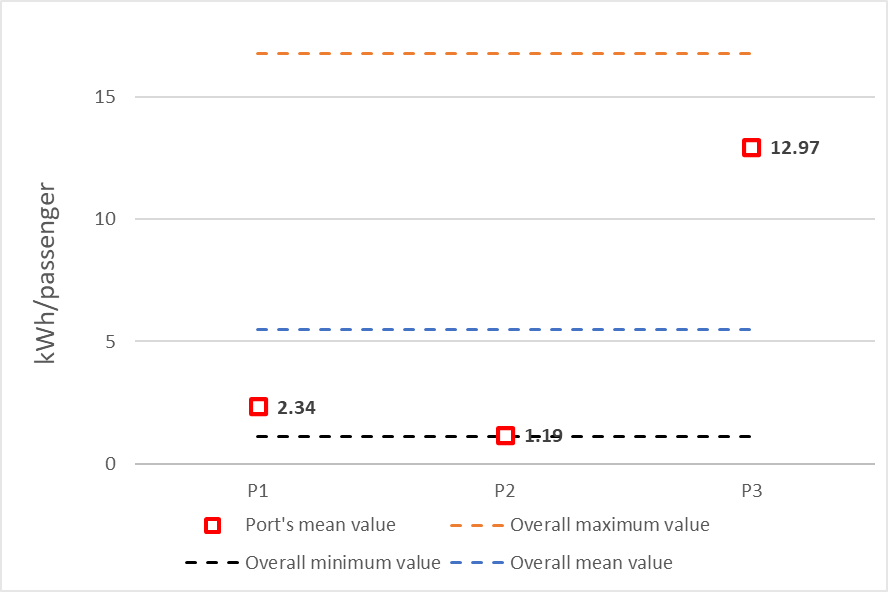 kWh/passenger
15
12.97
10
5
2.34
1.19
0
P1 P2 P3
Port's mean value Overall maximum value
Overall minimum value Overall mean value